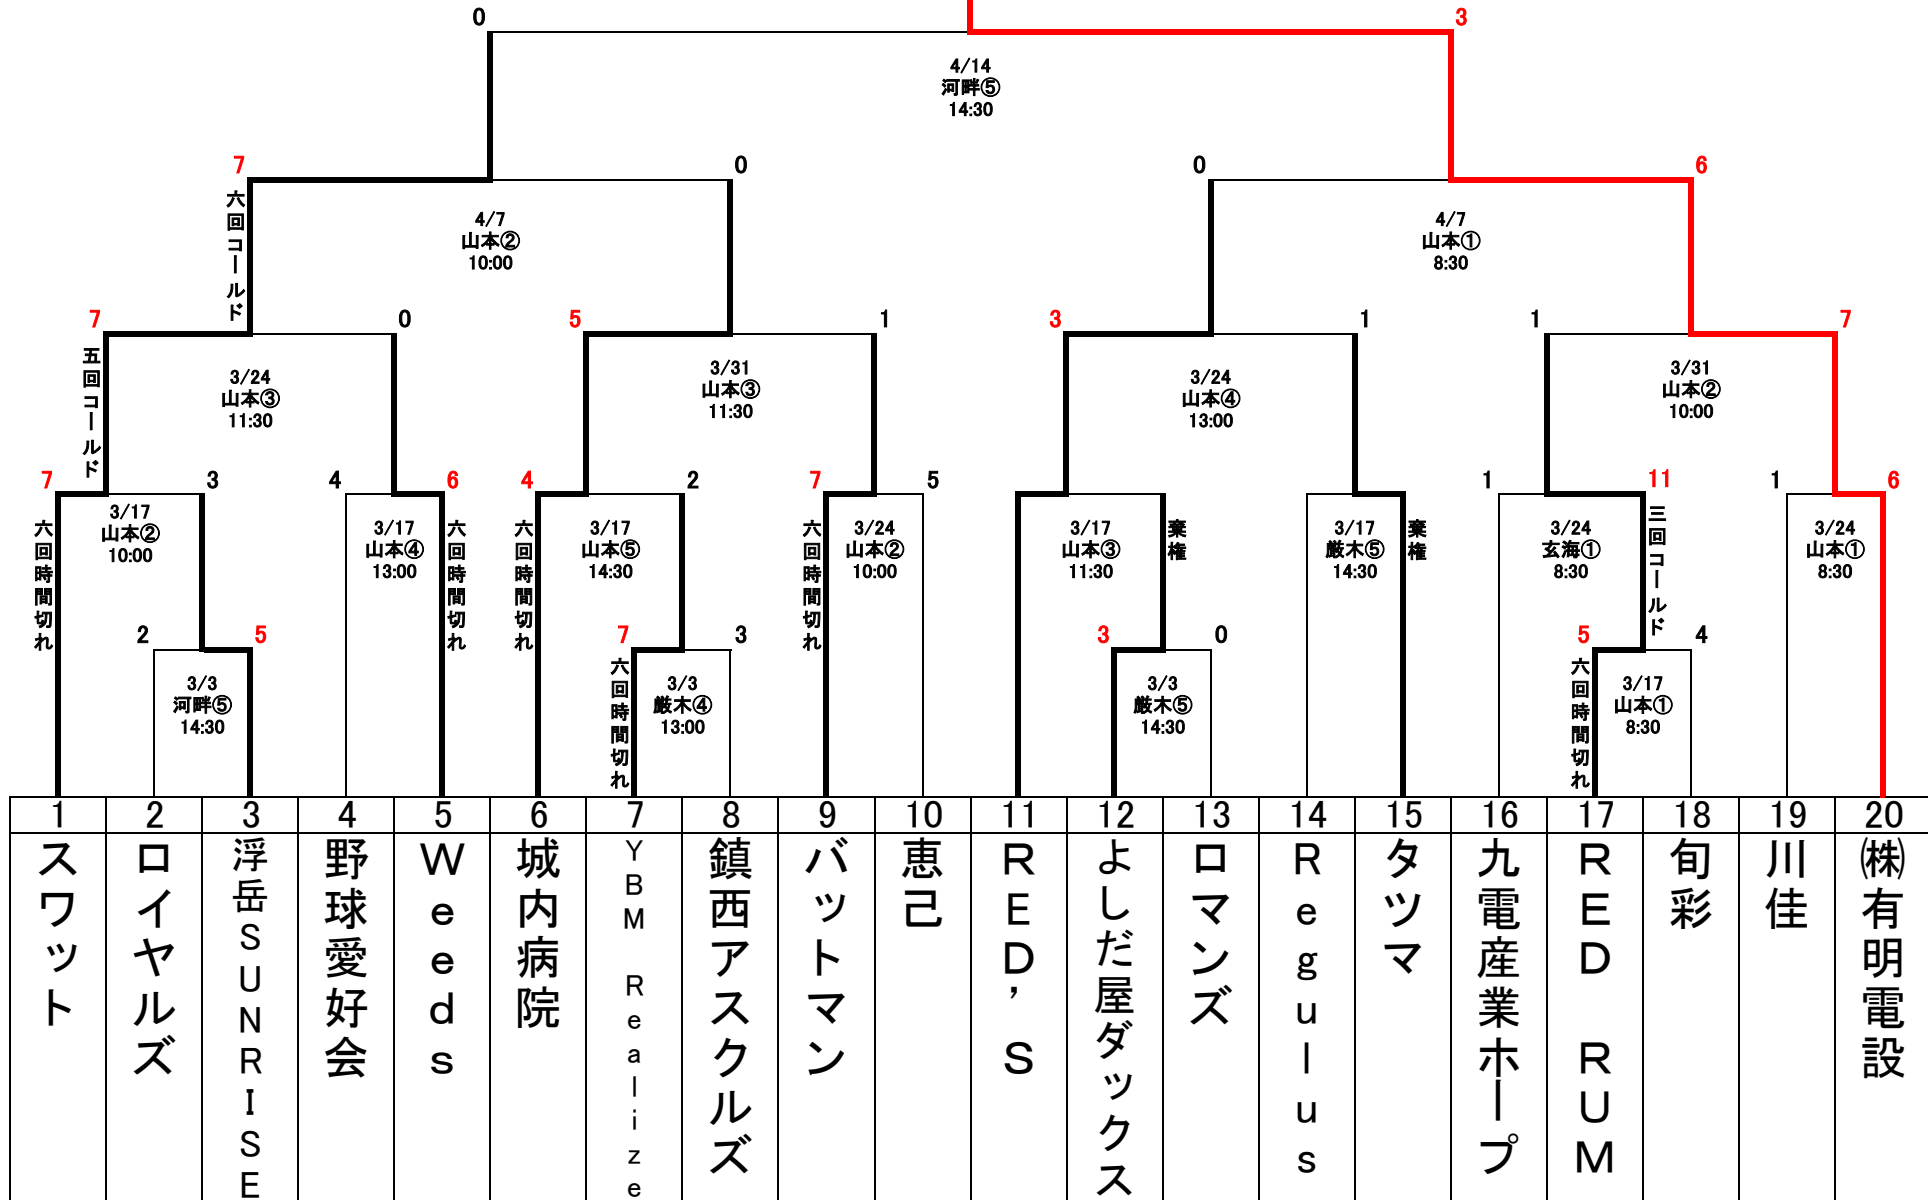 0
3
4/14
河畔⑤
14:30
7
0
0
6
六回コールド
4/7
山本②
10:00
4/7
山本①
8:30
7
0
5
1
3
1
1
7
五回コールド
3/24
山本③
11:30
3/31
山本③
11:30
3/24
山本④
13:00
3/31
山本②
10:00
7
3
4
6
4
2
7
5
1
11
1
6
六回時間切れ
3/17
山本②
10:00
3/17
山本④
13:00
六回時間切れ
六回時間切れ
3/17
山本⑤
14:30
六回時間切れ
3/24
山本②
10:00
3/17
山本③
11:30
棄権
3/17
厳木⑤
14:30
棄権
3/24
玄海①
8:30
三回コールド
3/24
山本①
8:30
2
5
7
3
3
0
5
4
3/3
河畔⑤
14:30
六回時間切れ
3/3
厳木④
13:00
3/3
厳木⑤
14:30
六回時間切れ
3/17
山本①
8:30
1 2 3 4 5 6 7 8 9 10 11 12 13 14 15 16 17 18 19 20
スワット
ロイヤルズ
浮岳SUNRISE
野球愛好会
Weeds
城内病院
YBM Realize
鎮西アスクルズ
バットマン
恵己
RED’S
よしだ屋ダックス
ロマンズ
Regulus
タツマ
九電産業ホープ
RED RUM
旬彩
川佳
㈱有明電設